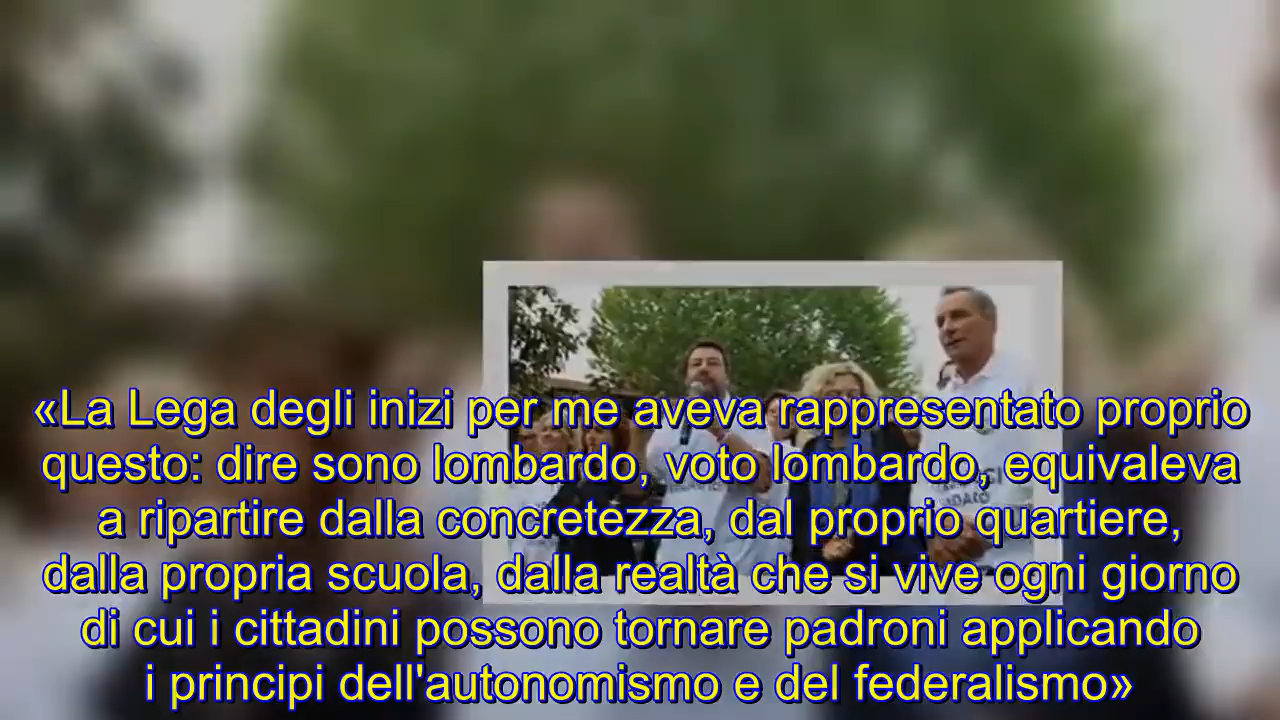 «La Lega degli inizi per me aveva rappresentato proprio
questo: dire sono lombardo, voto lombardo, equivaleva
a ripartire dalla concretezza, dal proprio quartiere,
dalla propria scuola, dalla realtà che si vive ogni giorno
di cui i cittadini possono tornare padroni applicando
i principi dell'autonomismo e del federalismo»